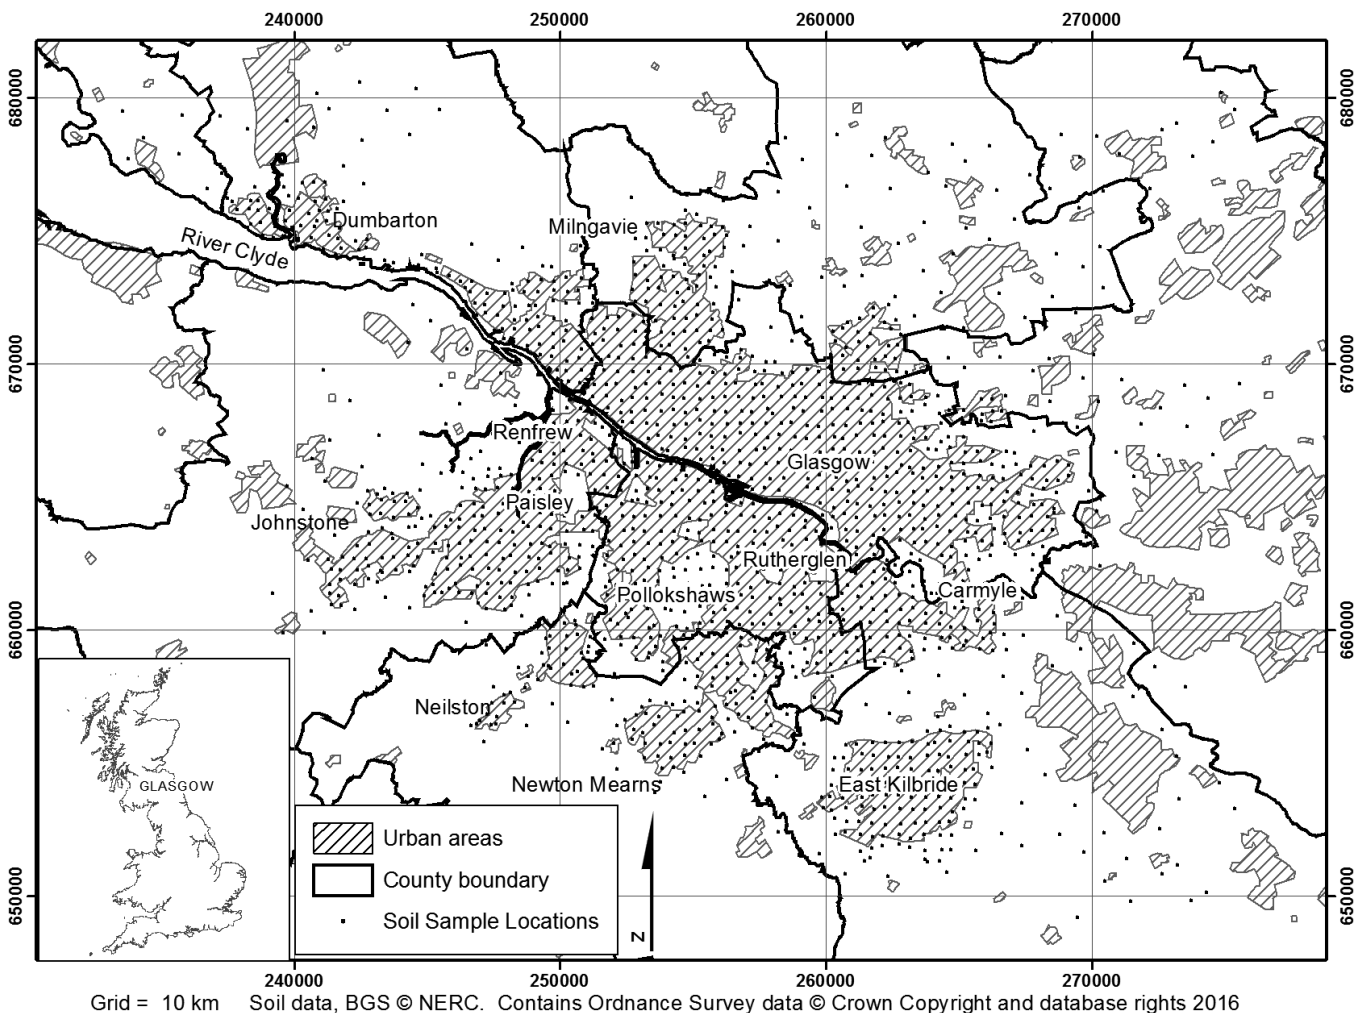 240000 250000 260000 270000
680000 680000
Dumbarton
Milngavie
River Clyde
670000 670000
Renfrew
Glasgow
Paisley
Johnstone
Rutherglen
Carmyle
Pollokshaws
660000 660000
Neilston
Newton Mearns
East Kilbride
GLASGOW
Urban areas
County boundary
Soil Sample Locations
N
650000 650000
240000 250000 260000 270000
Grid = 10 km Soil data, BGS © NERC. Contains Ordnance Survey data © Crown Copyright and database rights 2016